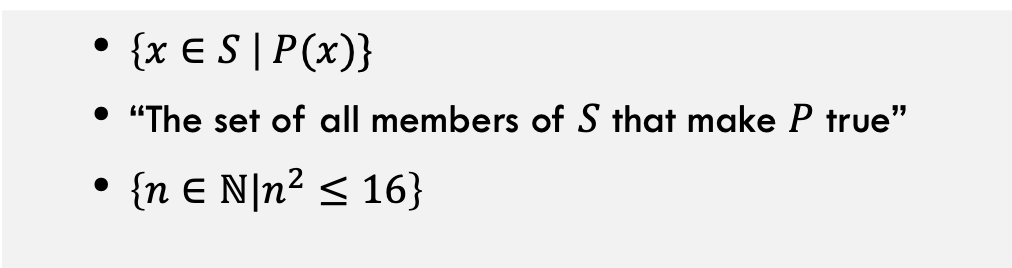 • {𝑥 ∈ 𝑆 | 𝑃(𝑥)}
• “The set of all members of 𝑆 that make 𝑃 true”
• {𝑛 ∈ ℕ|𝑛² ≤ 16}